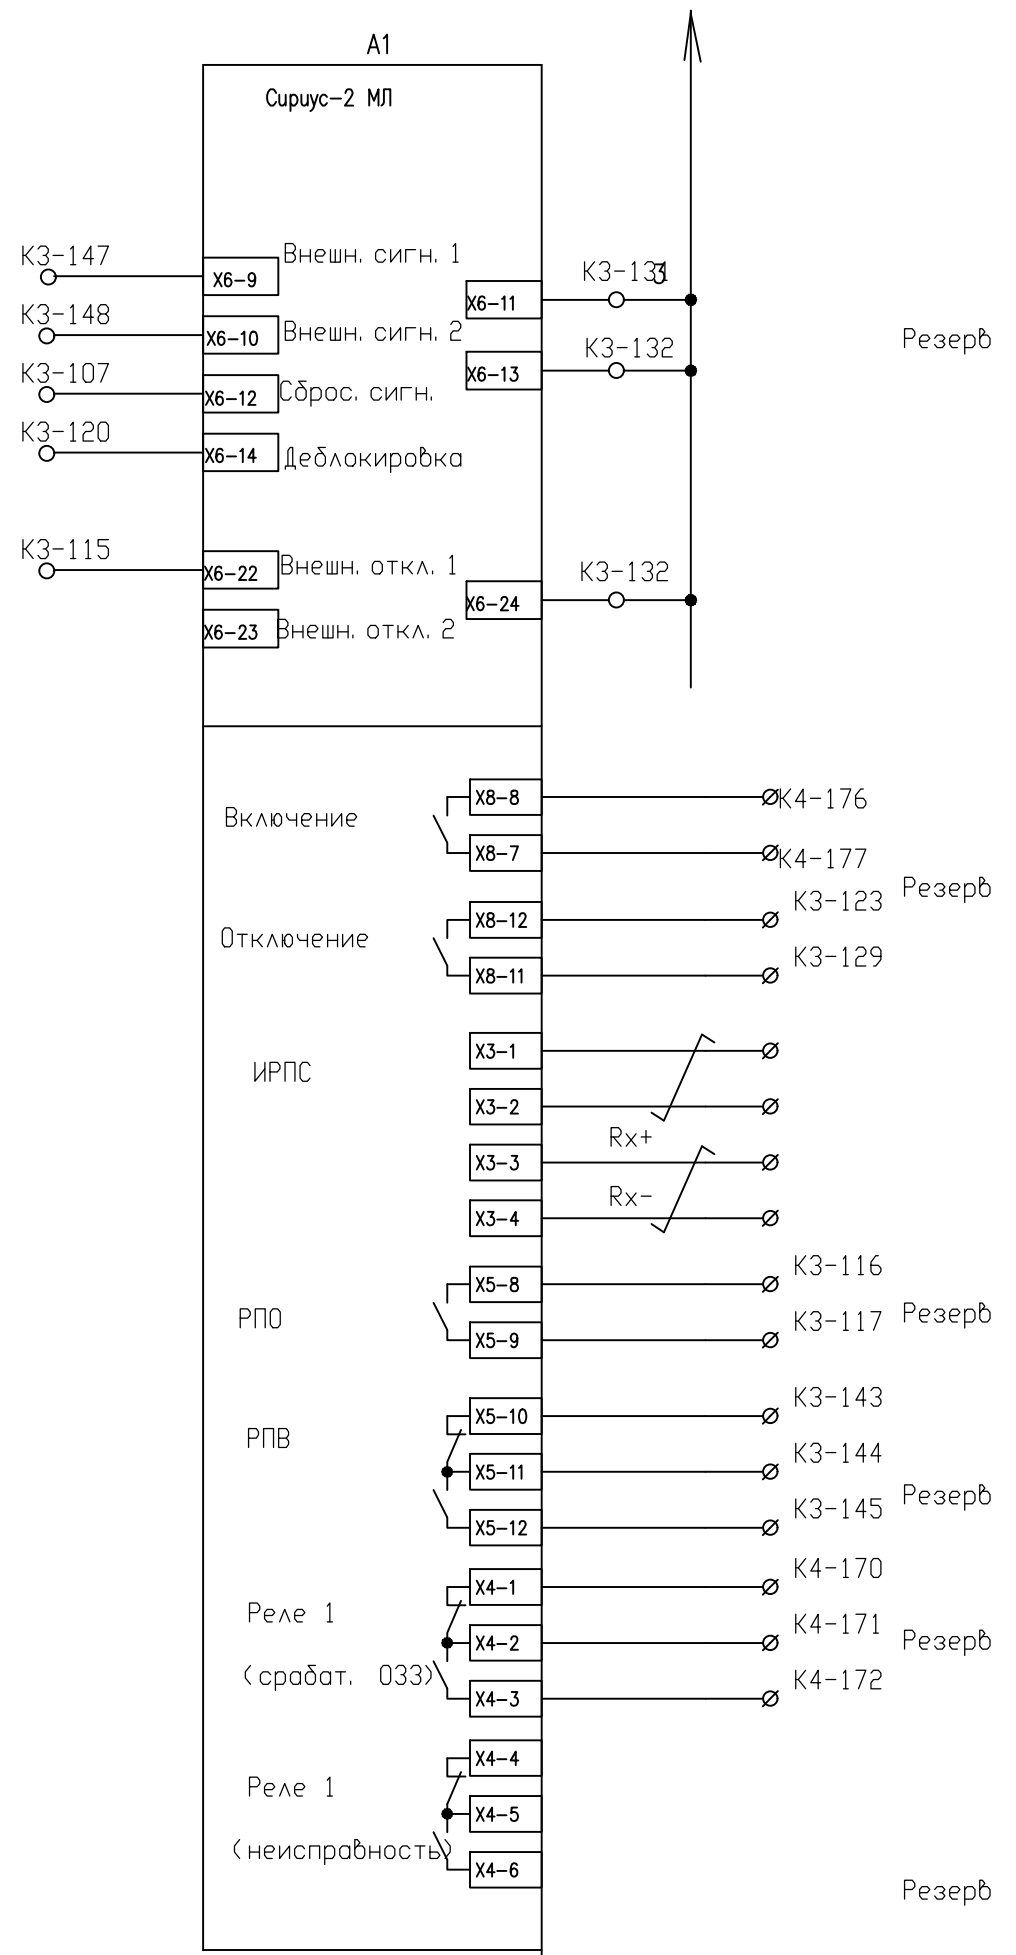 А1
Сириус-2 МЛ
К3-147
Х6-9
Внешн. сигн. 1
Х6-11
К3-131
3
К3-148
Х6-10
Внешн. сигн. 2
Резерв
К3-107
Х6-12
Сброс. сигн.
Х6-13
К3-132
К3-120
Х6-14
Деблокировка
К3-115
Х6-22
Внешн. откл. 1
Х6-24
К3-132
Х6-23
Внешн. откл. 2
Включение
Х8-8
К4-176
Х8-7
К4-177
Резерв
Отключение
Х8-12
К3-123
Х8-11
К3-129
ИРПС
Х3-1
Х3-2
Rx+
Х3-3
Rx-
Х3-4
РПО
Х5-8
К3-116
Х5-9
К3-117
Резерв
РПВ
Х5-10
К3-143
Х5-11
К3-144
Резерв
Х5-12
К3-145
Реле 1
(срабат. ОЗЗ)
Х4-1
К4-170
Х4-2
К4-171
Резерв
Х4-3
К4-172
Реле 1
(неисправность)
Х4-4
Х4-5
Х4-6
Резерв